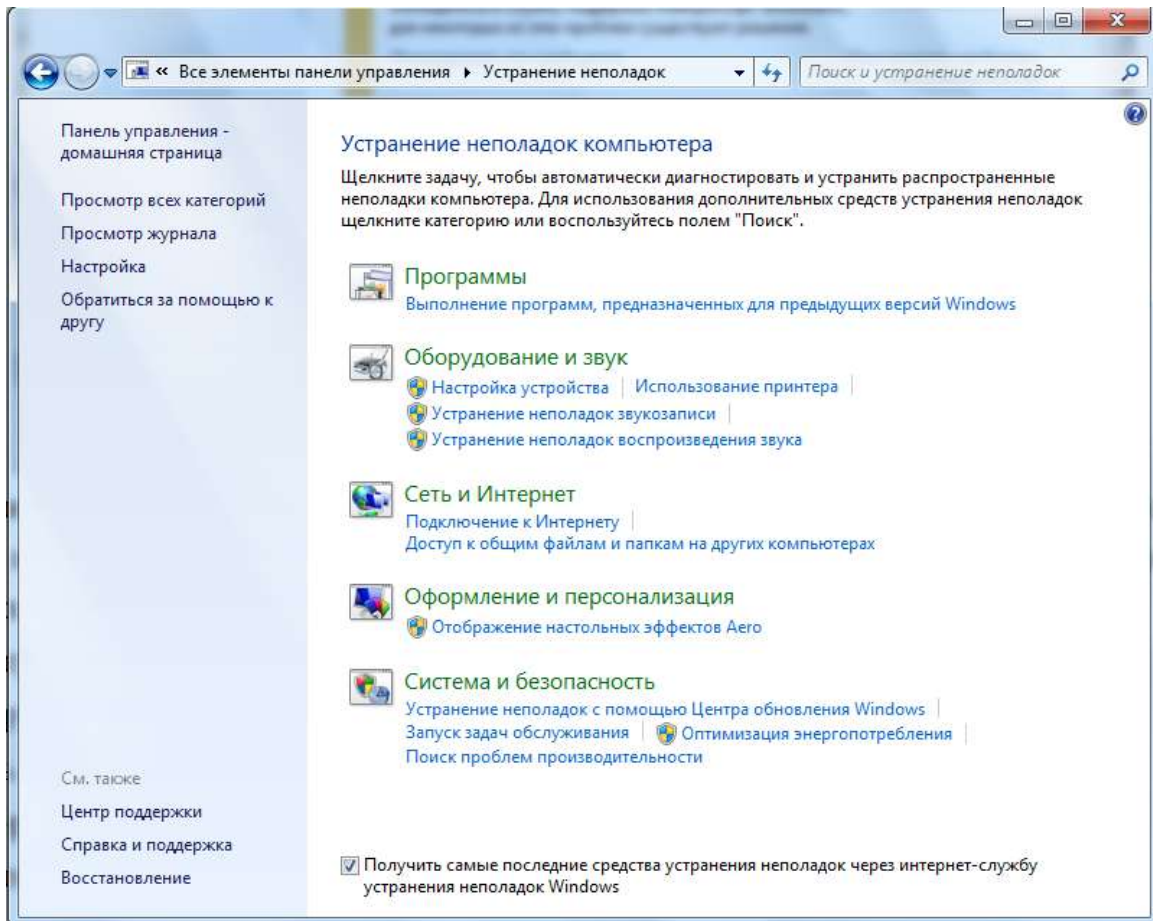 « Все элементы панели управления Устранение неполадок
Поиск и устранение неполадок
Панель управления -
домашняя страница
Просмотр всех категорий
Просмотр журнала
Настройка
Обратиться за помощью к
другу
См. также
Центр поддержки
Справка и поддержка
Восстановление
Устранение неполадок компьютера
Щелкните задачу, чтобы автоматически диагностировать и устранить распространенные
неполадки компьютера. Для использования дополнительных средств устранения неполадок
щелкните категорию или воспользуйтесь полем "Поиск".
Программы
Выполнение программ, предназначенных для предыдущих версий Windows
Оборудование и звук
Настройка устройства Использование принтера
Устранение неполадок звукозаписи
Устранение неполадок воспроизведения звука
Сеть и Интернет
Подключение к Интернету
Доступ к общим файлам и папкам на других компьютерах
Оформление и персонализация
Отображение настольных эффектов Aero
Система и безопасность
Устранение неполадок с помощью Центра обновления Windows
Запуск задач обслуживания Оптимизация энергопотребления
Поиск проблем производительности
Получить самые последние средства устранения неполадок через интернет-службу
устранения неполадок Windows